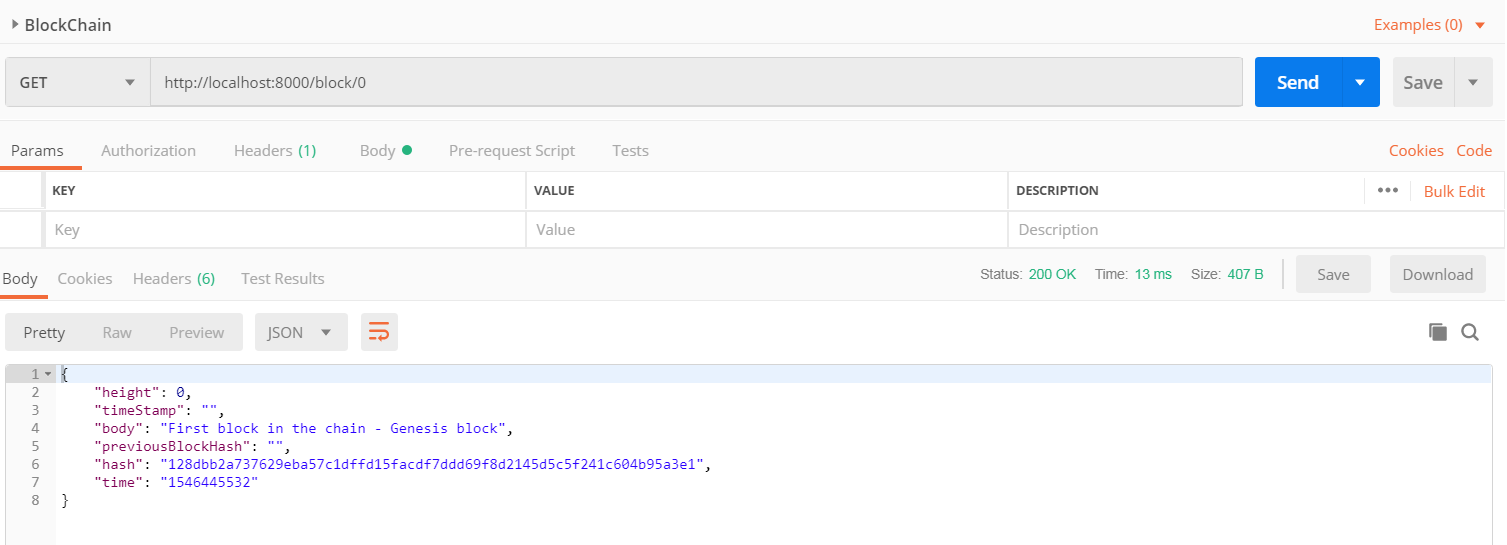 BlockChain
Examples (0)
GET
http://localhost:8000/block/0
Send
Save
Params Authorization Headers (1) Body Pre-request Script Tests Cookies Code
KEY VALUE DESCRIPTION Bulk Edit
Key Value Description
Body Cookies Headers (6) Test Results Status: 200 OK Time: 13 ms Size: 407 B Save Download
Pretty Raw Preview JSON
1 {
2 "height": 0,
3 "timeStamp": "",
4 "body": "First block in the chain - Genesis block",
5 "previousBlockHash": "",
6 "hash": "128dbb2a737629eba57c1dffd15facdf7ddd69f8d2145d5c5f241c604b95a3e1",
7 "time": "1546445532"
8 }